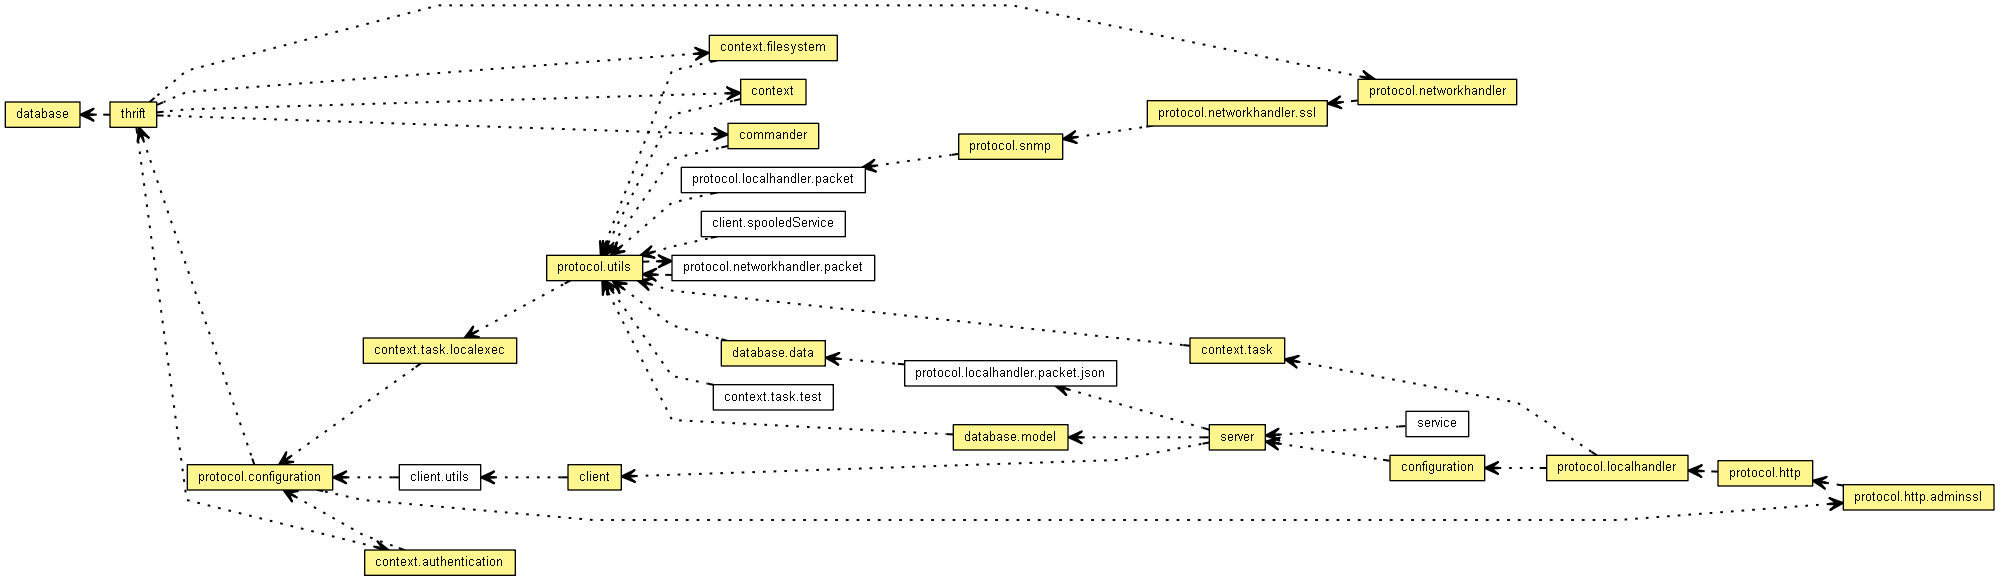 context.filesystem
context
protocol.networkhandler
database
thrift
protocol.networkhandler.ssl
commander
protocol.snmp
protocol.localhandler.packet
client.spooledService
protocol.utils
protocol.networkhandler.packet
context.task.localexec
database.data
context.task
protocol.localhandler.packet.json
context.task.test
service
database.model
server
configuration
protocol.localhandler
protocol.http
protocol.configuration
client.utils
client
protocol.http.adminssl
context.authentication